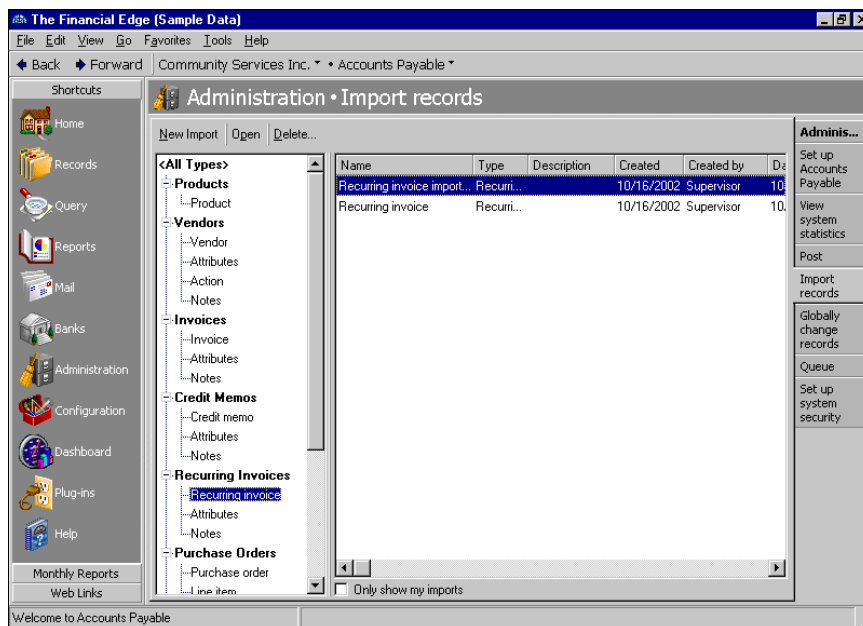 The Financial Edge (Sample Data)
File Edit View Go Favorites Tools Help
Back Forward Community Services Inc. • Accounts Payable
Shortcuts
Home
Records
Query
Reports
Mail
Banks
Administration
Configuration
Dashboard
Plug-ins
Help
Monthly Reports
Web Links
Administration • Import records
New Import Open Delete...
<All Types>
Products
Product
Vendors
Vendor
Attributes
Action
Notes
Invoices
Invoice
Attributes
Notes
Credit Memos
Credit memo
Attributes
Notes
Recurring Invoices
Recurring invoice
Attributes
Notes
Purchase Orders
Purchase order
Line item
Name Type Description Created Created by Da
Recurring invoice import... Recurri... 10/16/2002 Supervisor 10.
Recurring invoice Recurri... 10/16/2002 Supervisor 10.
Only show my imports
Adminis...
Set up
Accounts
Payable
View
system
statistics
Post
Import
records
Globally
change
records
Queue
Set up
system
security
Welcome to Accounts Payable